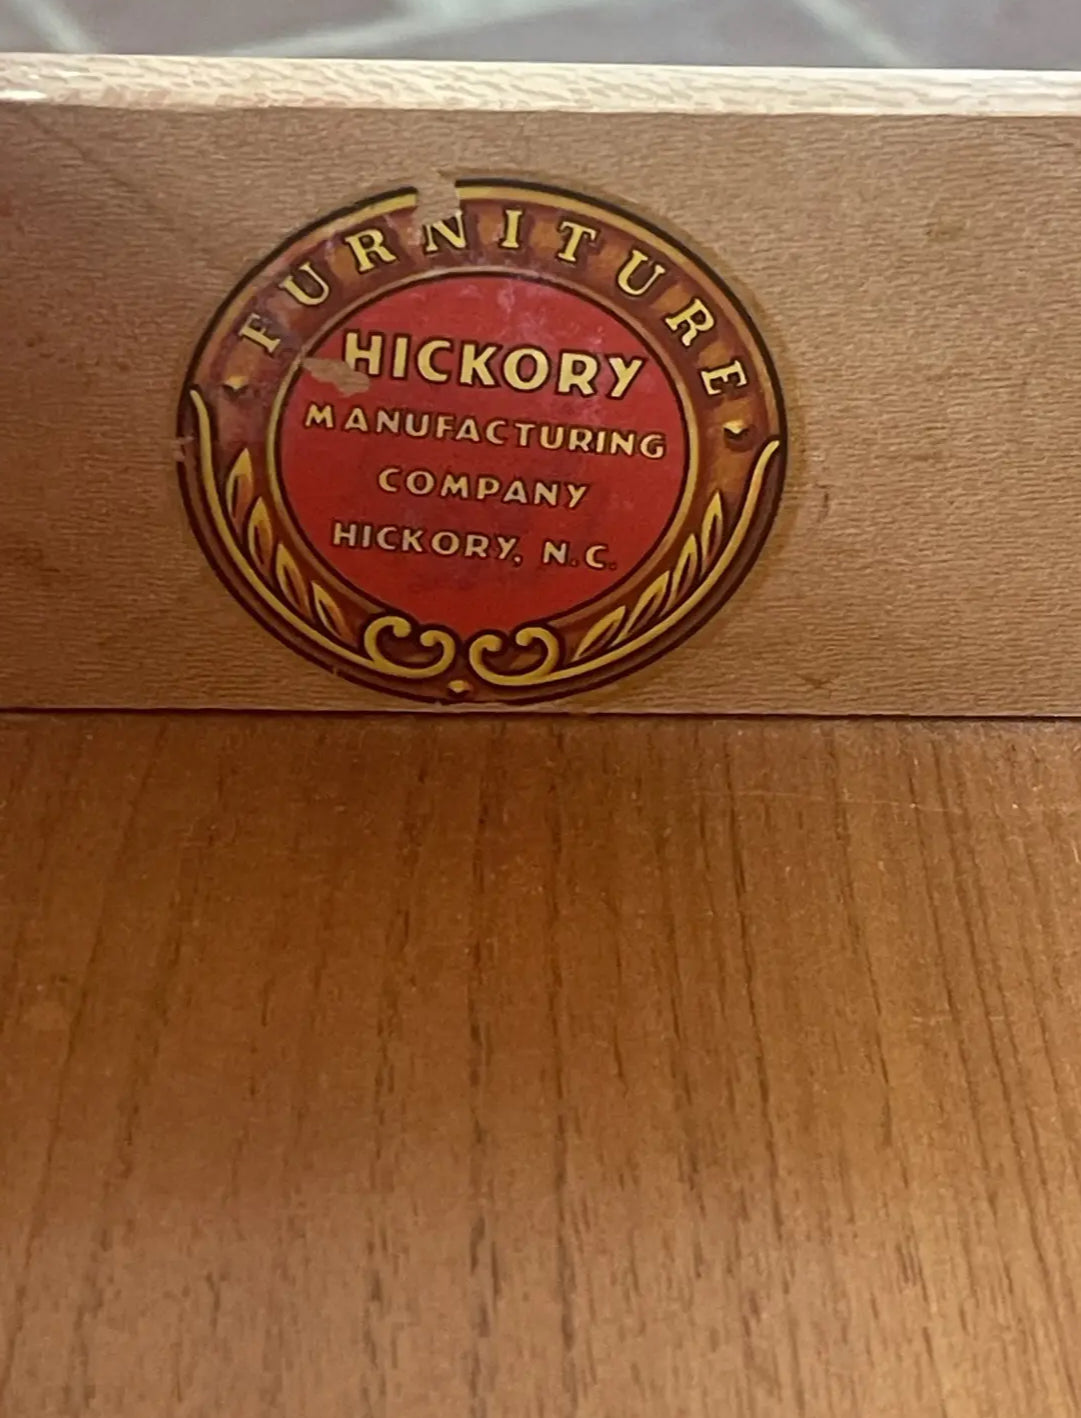 FURNITURE
HICKORY
MANUFACTURING
COMPANY
HICKORY, N.C.